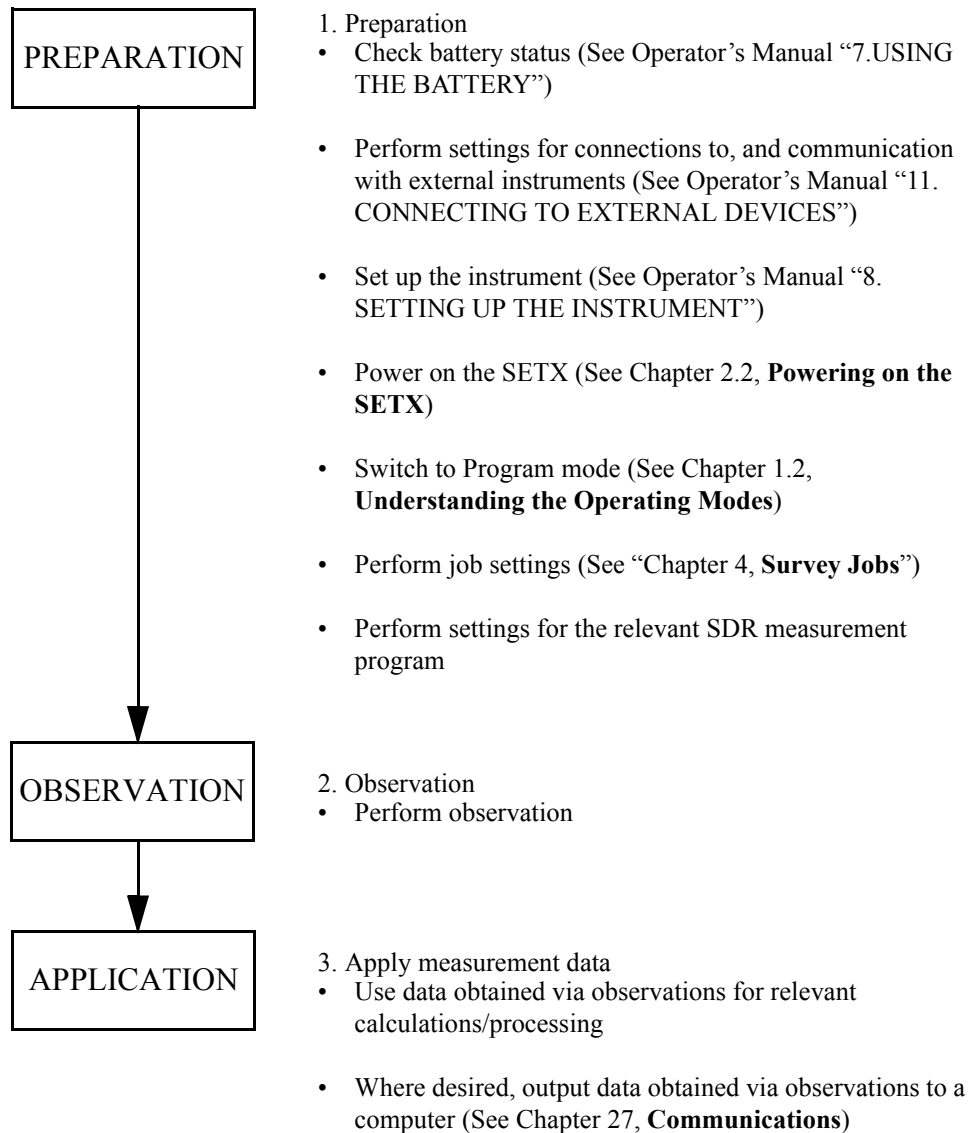 PREPARATION
1. Preparation
• Check battery status (See Operator’s Manual “7.USING
THE BATTERY”)
• Perform settings for connections to, and communication
with external instruments (See Operator’s Manual “11.
CONNECTING TO EXTERNAL DEVICES”)
• Set up the instrument (See Operator’s Manual “8.
SETTING UP THE INSTRUMENT”)
• Power on the SETX (See Chapter 2.2, Powering on the
SETX)
• Switch to Program mode (See Chapter 1.2,
Understanding the Operating Modes)
• Perform job settings (See “Chapter 4, Survey Jobs”)
• Perform settings for the relevant SDR measurement
program
OBSERVATION
2. Observation
• Perform observation
APPLICATION
3. Apply measurement data
• Use data obtained via observations for relevant
calculations/processing
• Where desired, output data obtained via observations to a
computer (See Chapter 27, Communications)